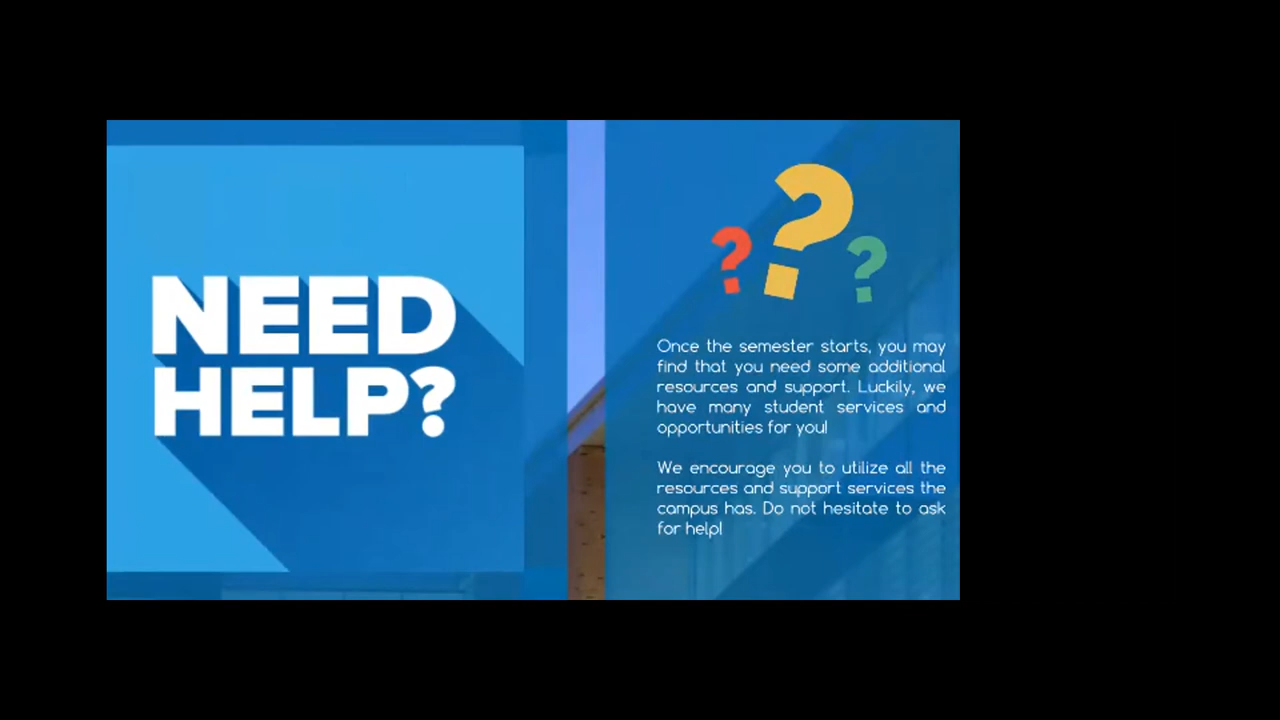 NEED
HELP?
? ? ?
Once the semester starts, you may
find that you need some additional
resources and support. Luckily, we
have many student services and
opportunities for you!
We encourage you to utilize all the
resources and support services the
campus has. Do not hesitate to ask
for help!